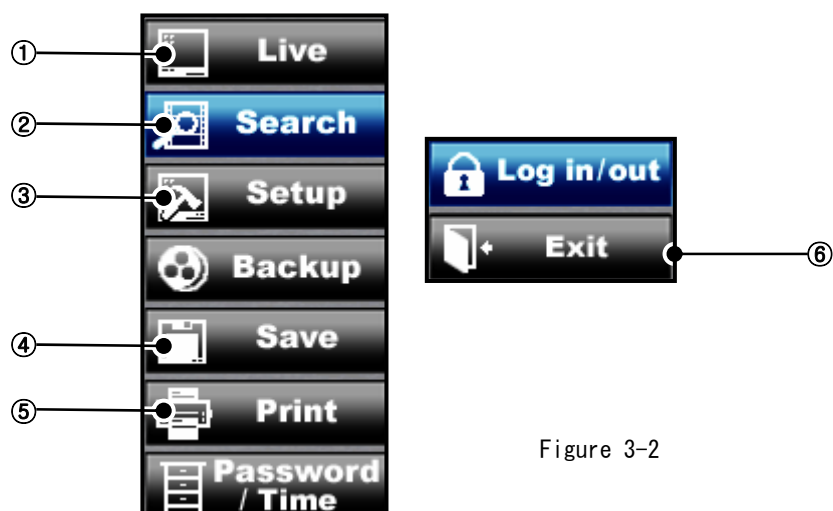 ① Live
② Search
③ Setup
Backup
④ Save
⑤ Print
Password
/ Time
Log in/out
Exit ⑥
Figure 3-2